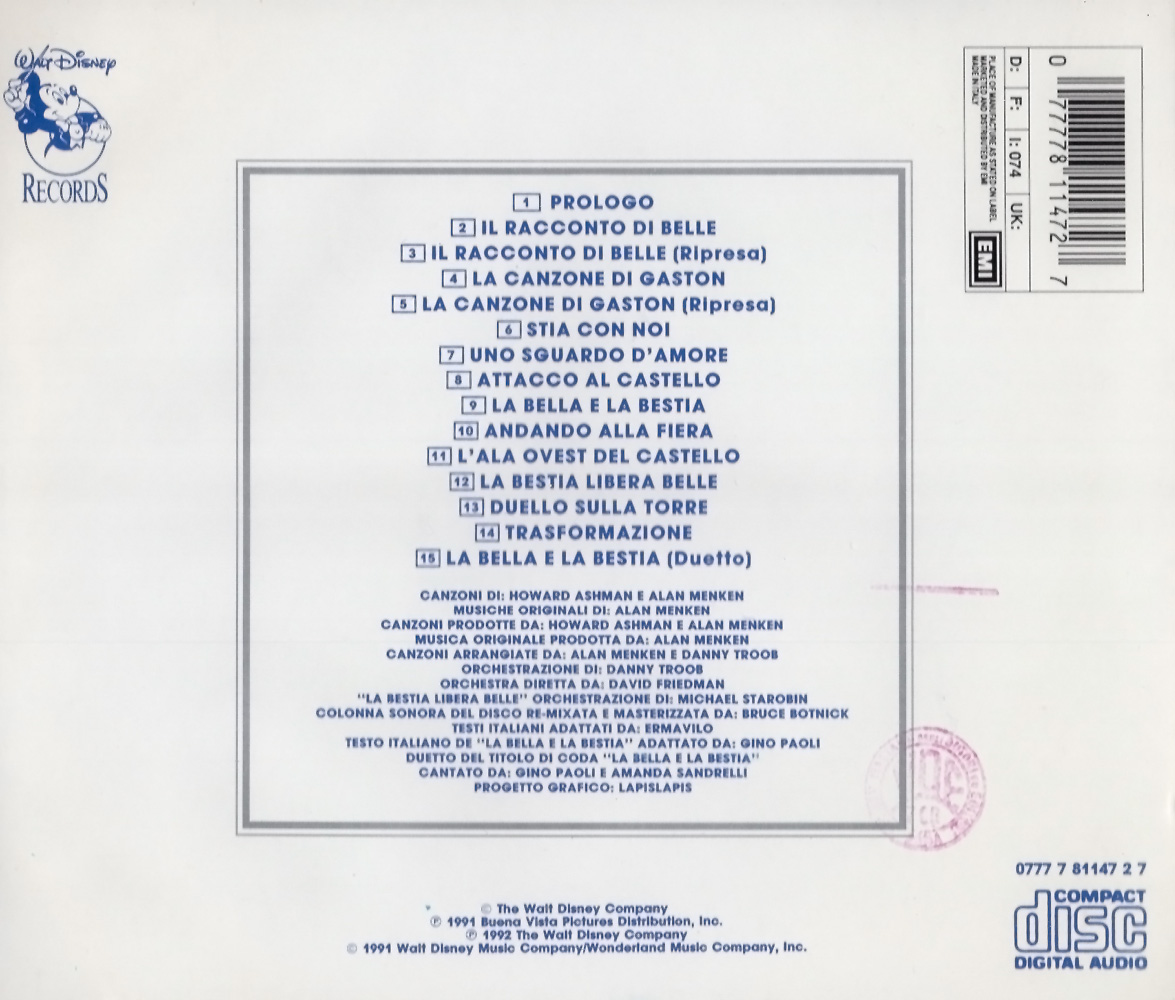 WALT DISNEY
RECORDS
1 PROLOGO
2 IL RACCONTO DI BELLE
3 IL RACCONTO DI BELLE (Ripresa)
4 LA CANZONE DI GASTON
5 LA CANZONE DI GASTON (Ripresa)
6 STIA CON NOI
7 UNO SGUARDO D'AMORE
8 ATTACCO AL CASTELLO
9 LA BELLA E LA BESTIA
10 ANDANDO ALLA FIERA
11 L'ALA OVEST DEL CASTELLO
12 LA BESTIA LIBERA BELLE
13 DUELLO SULLA TORRE
14 TRASFORMAZIONE
15 LA BELLA E LA BESTIA (Duetto)
CANZONI DI: HOWARD ASHMAN E ALAN MENKEN
MUSICHE ORIGINALI DI: ALAN MENKEN
CANZONI PRODOTTE DA: HOWARD ASHMAN E ALAN MENKEN
MUSICA ORIGINALE PRODOTTA DA: ALAN MENKEN
CANZONI ARRANGIATE DA: ALAN MENKEN E DANNY TROOB
ORCHESTRAZIONE DI: DANNY TROOB
ORCHESTRA DIRETTA DA: DAVID FRIEDMAN
"LA BESTIA LIBERA BELLE" ORCHESTRAZIONE DI: MICHAEL STAROBIN
COLONNA SONORA DEL DISCO RE-MIXATA E MASTERIZZATA DA: BRUCE BOTNICK
TESTI ITALIANI ADATTATI DA: ERMAVILO
TESTO ITALIANO DE "LA BELLA E LA BESTIA" ADATTATO DA: GINO PAOLI
DUETTO DEL TITOLO DI CODA "LA BELLA E LA BESTIA"
CANTATO DA: GINO PAOLI E AMANDA SANDRELLI
PROGETTO GRAFICO: LAPISLAPIS
© The Walt Disney Company
℗ 1991 Buena Vista Pictures Distribution, Inc.
℗ 1992 The Walt Disney Company
© 1991 Walt Disney Music Company/Wonderland Music Company, Inc.
0 77778 11472 7
D: F: I: 074 UK:
PLACE OF MANUFACTURE AS STATED ON LABEL
MARKETED AND DISTRIBUTED BY EMI
MADE IN ITALY
EMI
0777 7 81147 2 7
COMPACT
disc
DIGITAL AUDIO